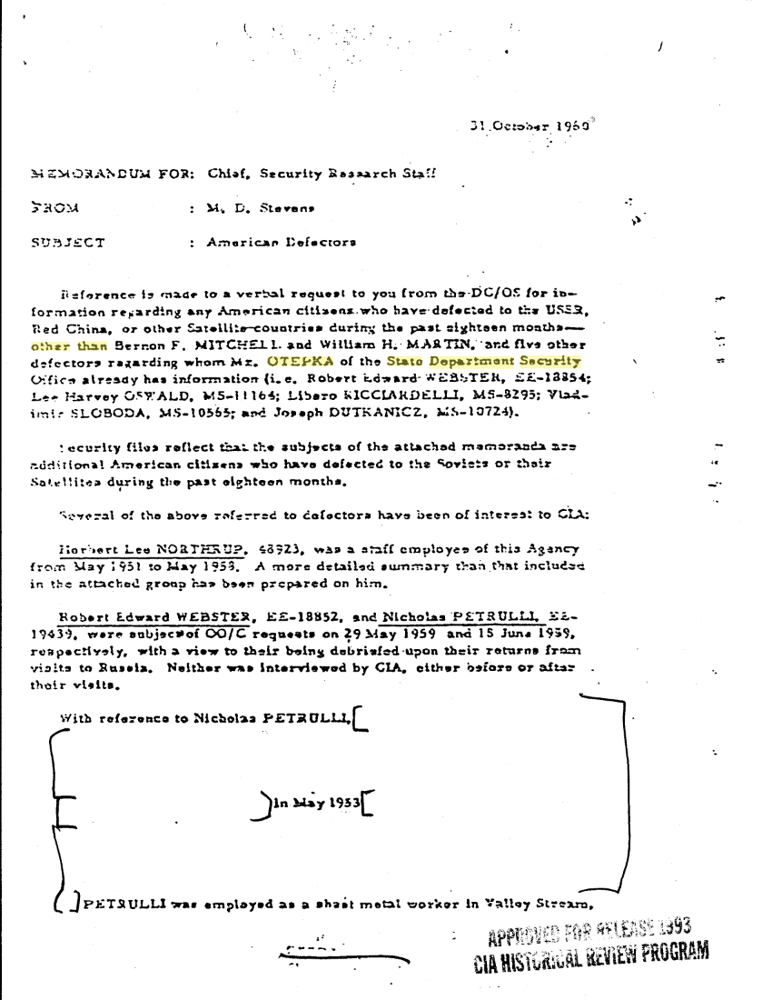 31 October 1960
MEMORANDUM FOR: Chief, Security Research Staff
FROM : M. D. Stevens
SUBJECT : American Defectors
Reference is made to a verbal request to you from the DC/OS for in-
formation regarding any American citizens who have defected to the USSR,
Red China, or other Satellite countries during the past eighteen months—
other than Bernon F. MITCHELL and William H. MARTIN, and five other
defectors regarding whom Mr. OTEPKA of the State Department Security
Office already has information (i.e. Robert Edward WEBSTER, EE-18854;
Lee Harvey OSWALD, MS-11164; Libero RICCIARDELLI, MS-8295; Vlad-
imir SLOBODA, MS-10565; and Joseph DUTKANICZ, MS-10724).
Security files reflect that the subjects of the attached memoranda are
additional American citizens who have defected to the Soviets or their
Satellites during the past eighteen months.
Several of the above referred to defectors have been of interest to CIA:
Herbert Lee NORTHRUP, 48923, was a staff employe of this Agency
from May 1951 to May 1958. A more detailed summary than that included
in the attached group has been prepared on him.
Robert Edward WEBSTER, EE-18852, and Nicholas PETRULLI, EE-
19439, were subject of OO/C requests on 29 May 1959 and 15 June 1959,
respectively, with a view to their being debriefed upon their returns from
visits to Russia. Neither was interviewed by CIA, either before or after
their visits.
With reference to Nicholas PETRULLI, [
) In May 1953 [
] PETRULLI was employed as a sheet metal worker in Valley Stream,
APPROVED FOR RELEASE 1993
CIA HISTORICAL REVIEW PROGRAM